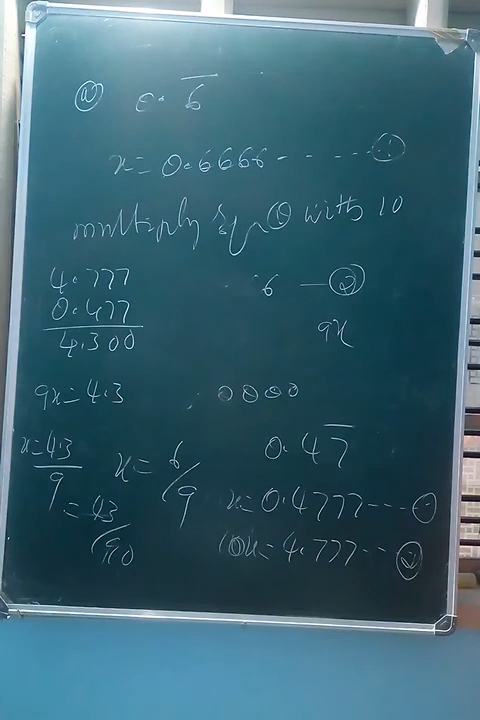 (a) 0.6̅
x = 0.6666------①
multiply Equ ① with 10
4.777
0.477
4.300
.6 — ②
9x
9x = 4.3
. 0000
x = 4.3/9
= 43/90
x = 6/9
0.47̅
x = 0.4777----①
10x = 4.777--②